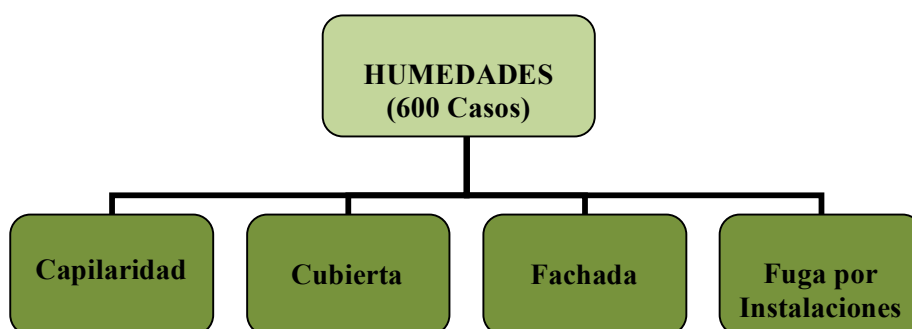 HUMEDADES
(600 Casos)
Capilaridad
Cubierta
Fachada
Fuga por
Instalaciones